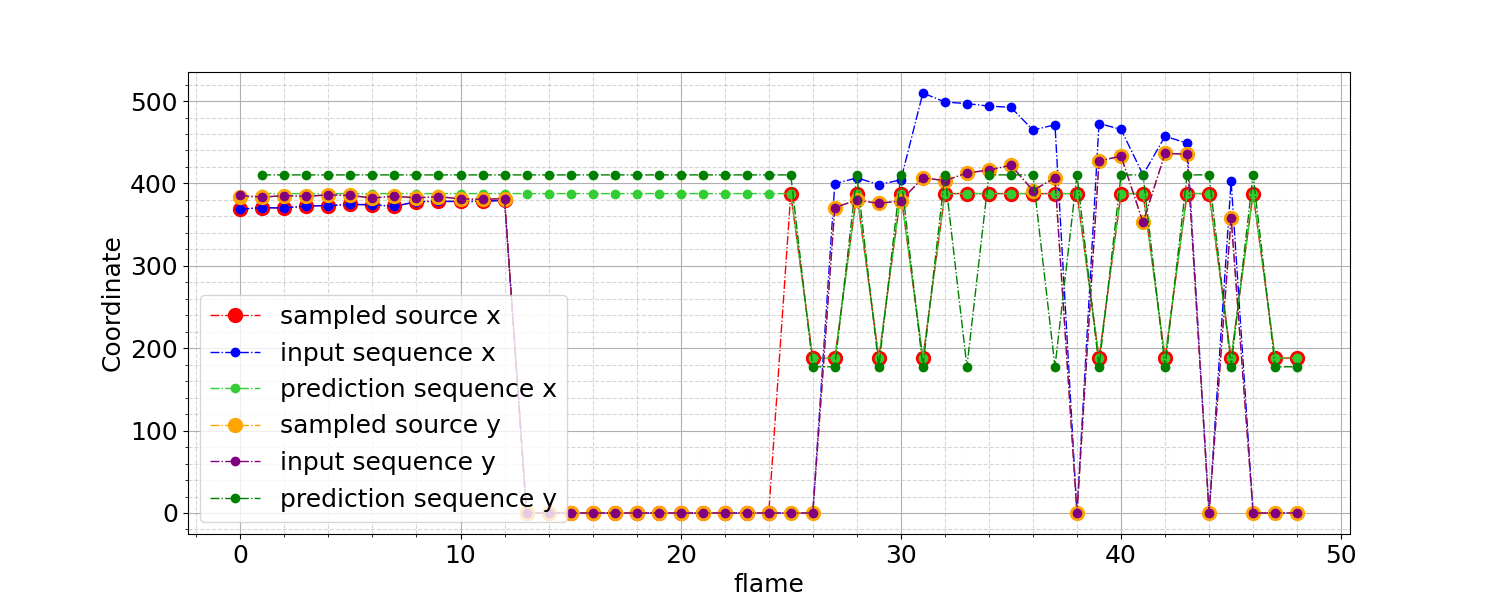 500
400
300
200
100
0
Coordinate
sampled source x
input sequence x
prediction sequence x
sampled source y
input sequence y
prediction sequence y
0 10 20 30 40 50
flame